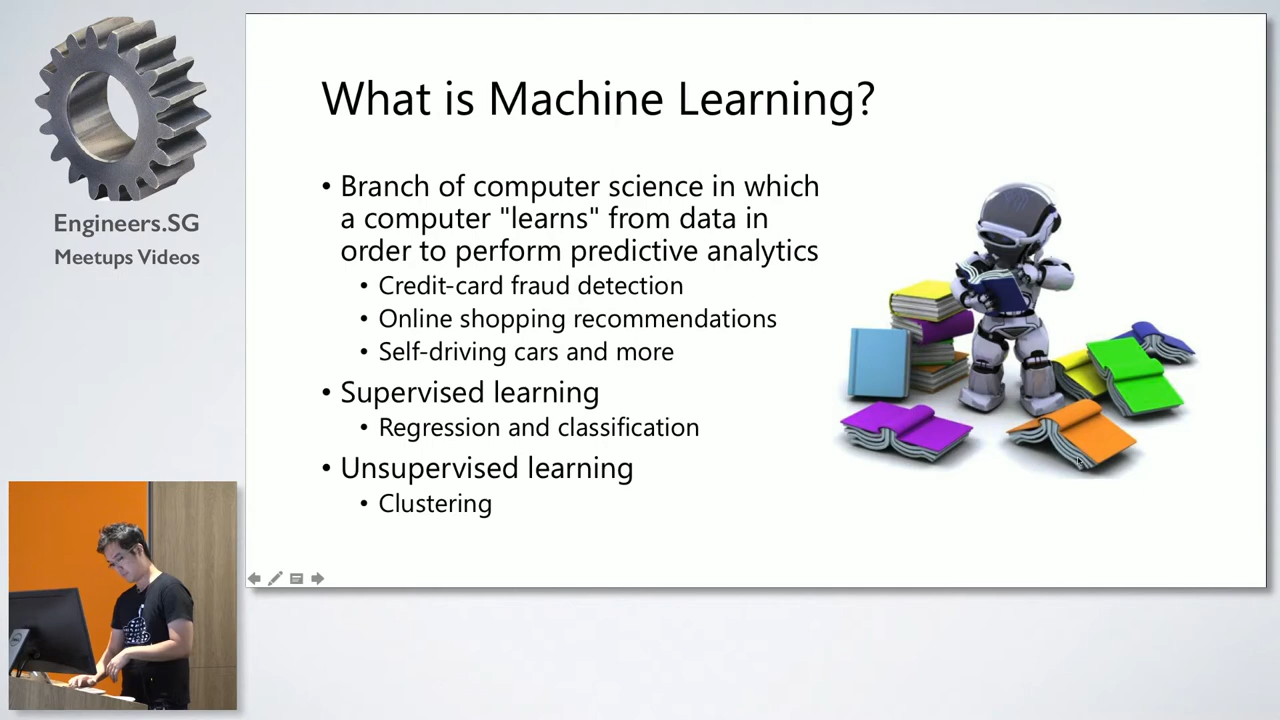 Engineers.SG
Meetups Videos
What is Machine Learning?
• Branch of computer science in which
a computer "learns" from data in
order to perform predictive analytics
• Credit-card fraud detection
• Online shopping recommendations
• Self-driving cars and more
• Supervised learning
• Regression and classification
• Unsupervised learning
• Clustering